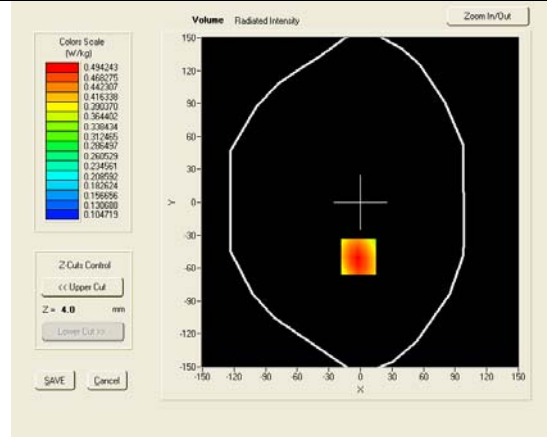 Volume Radiated Intensity
Zoom In/Out
Colors Scale
(W/kg)
0.494243
0.468275
0.442307
0.416338
0.390370
0.364402
0.338434
0.312465
0.286497
0.260529
0.234561
0.208592
0.182624
0.156656
0.130688
0.104719
Z-Cuts Control
<< Upper Cut
Z = 4.0 mm
Lower Cut >>
SAVE Cancel
150
120
90
60
30
0
-30
-60
-90
-120
-150
Y
-150 -120 -90 -60 -30 0 30 60 90 120 150
X